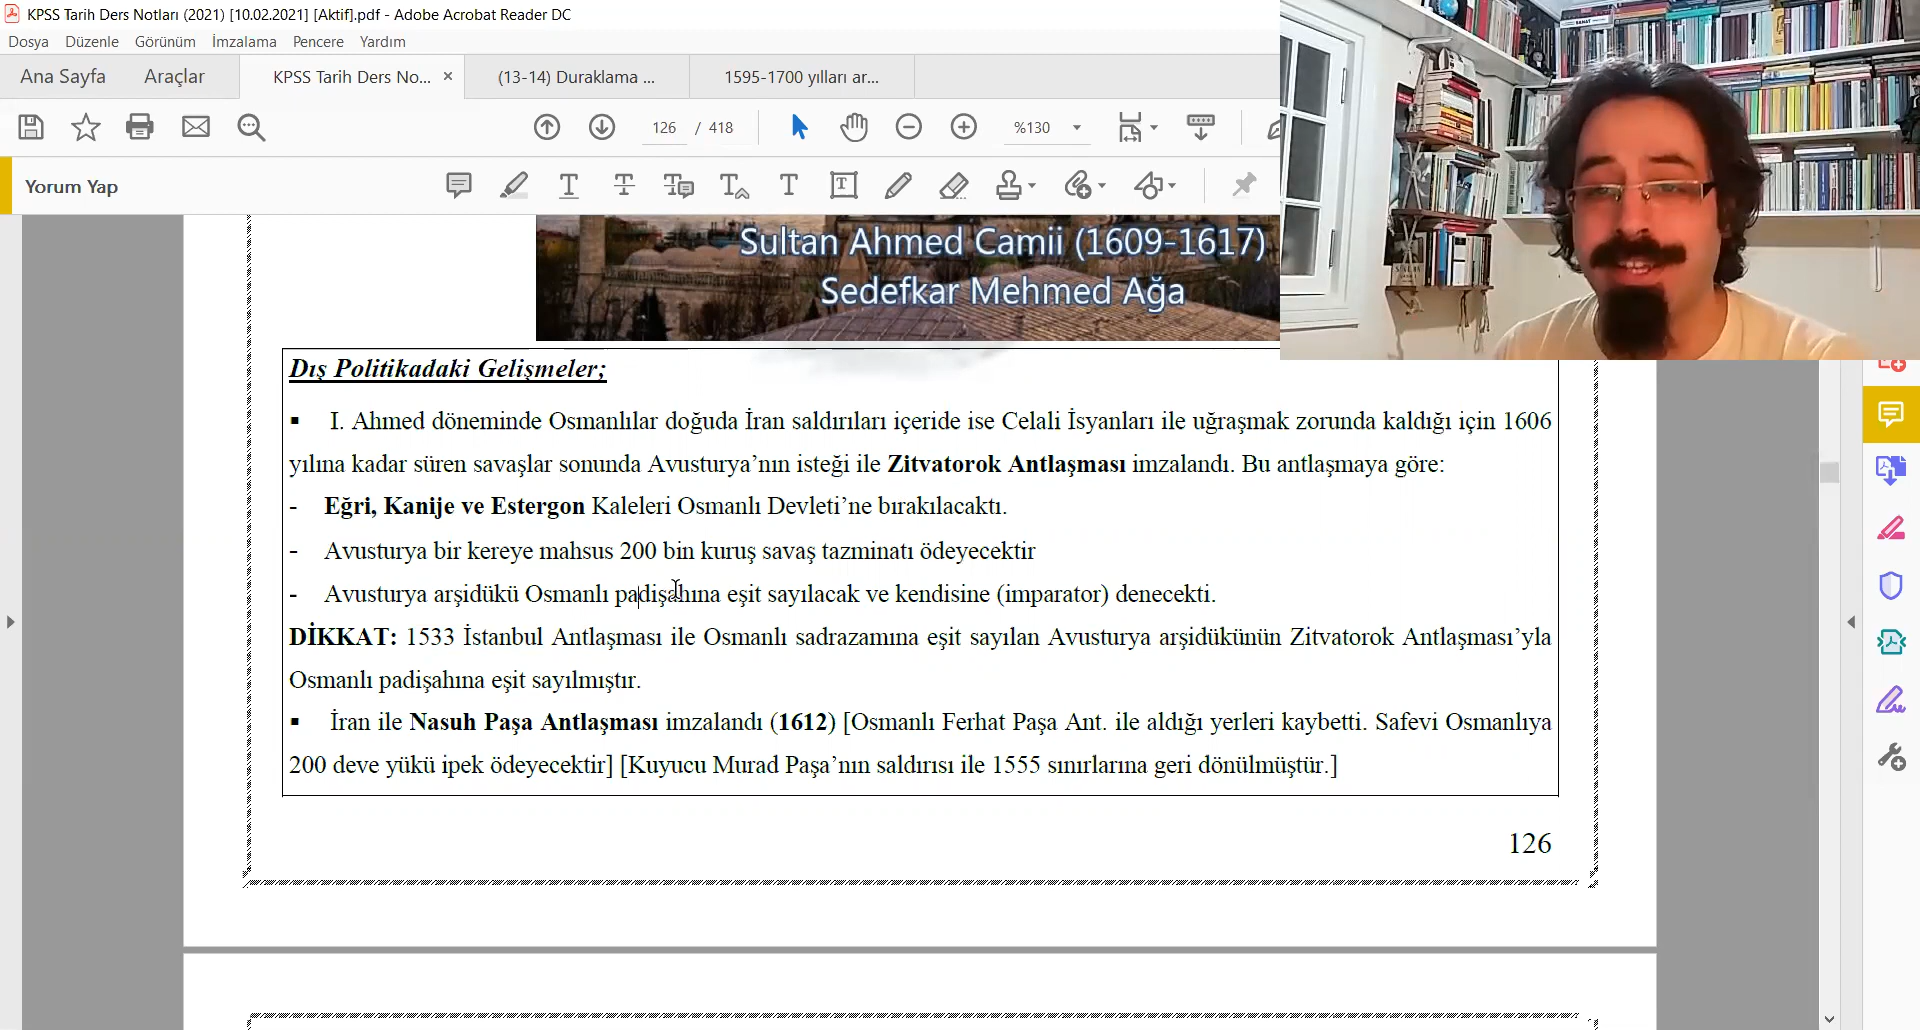 KPSS Tarih Ders Notları (2021) [10.02.2021] [Aktif].pdf - Adobe Acrobat Reader DC
Dosya Düzenle Görünüm İmzalama Pencere Yardım
Ana Sayfa Araçlar KPSS Tarih Ders No... × (13-14) Duraklama ... 1595-1700 yılları ar...
126 / 418 %130
Yorum Yap
Sultan Ahmed Camii (1609-1617)
Sedefkar Mehmed Ağa
Dış Politikadaki Gelişmeler;
▪ I. Ahmed döneminde Osmanlılar doğuda İran saldırıları içeride ise Celali İsyanları ile uğraşmak zorunda kaldığı için 1606
yılına kadar süren savaşlar sonunda Avusturya’nın isteği ile Zitvatorok Antlaşması imzalandı. Bu antlaşmaya göre:
- Eğri, Kanije ve Estergon Kaleleri Osmanlı Devleti’ne bırakılacaktı.
- Avusturya bir kereye mahsus 200 bin kuruş savaş tazminatı ödeyecektir
- Avusturya arşidükü Osmanlı padişahına eşit sayılacak ve kendisine (imparator) denecekti.
DİKKAT: 1533 İstanbul Antlaşması ile Osmanlı sadrazamına eşit sayılan Avusturya arşidükünün Zitvatorok Antlaşması’yla
Osmanlı padişahına eşit sayılmıştır.
▪ İran ile Nasuh Paşa Antlaşması imzalandı (1612) [Osmanlı Ferhat Paşa Ant. ile aldığı yerleri kaybetti. Safevi Osmanlıya
200 deve yükü ipek ödeyecektir] [Kuyucu Murad Paşa’nın saldırısı ile 1555 sınırlarına geri dönülmüştür.]
126